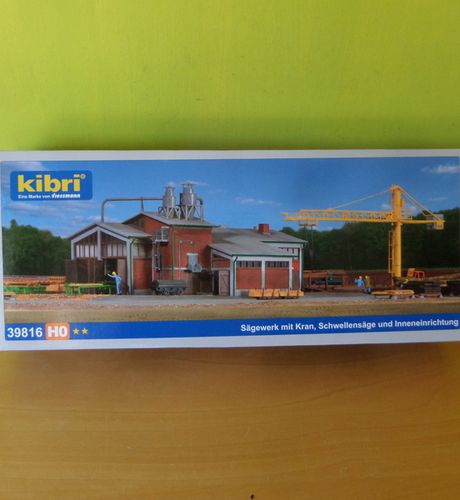 kibri®
Eine Marke von Viessmann
39816 H0 ★★
Sägewerk mit Kran, Schwellensäge und Inneneinrichtung